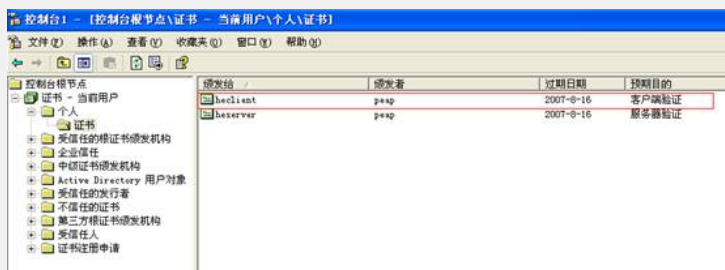 控制台1 - [控制台根节点\证书 - 当前用户\个人\证书]
文件(F) 操作(A) 查看(V) 收藏夹(O) 窗口(W) 帮助(H)
控制台根节点
证书 - 当前用户
个人
证书
受信任的根证书颁发机构
企业信任
中级证书颁发机构
Active Directory 用户对象
受信任的发行者
不信任的证书
第三方根证书颁发机构
受信任人
证书注册申请
颁发给 颁发者 过期日期 预期目的
heclient peap 2007-8-16 客户端验证
heserver peap 2007-8-16 服务器验证